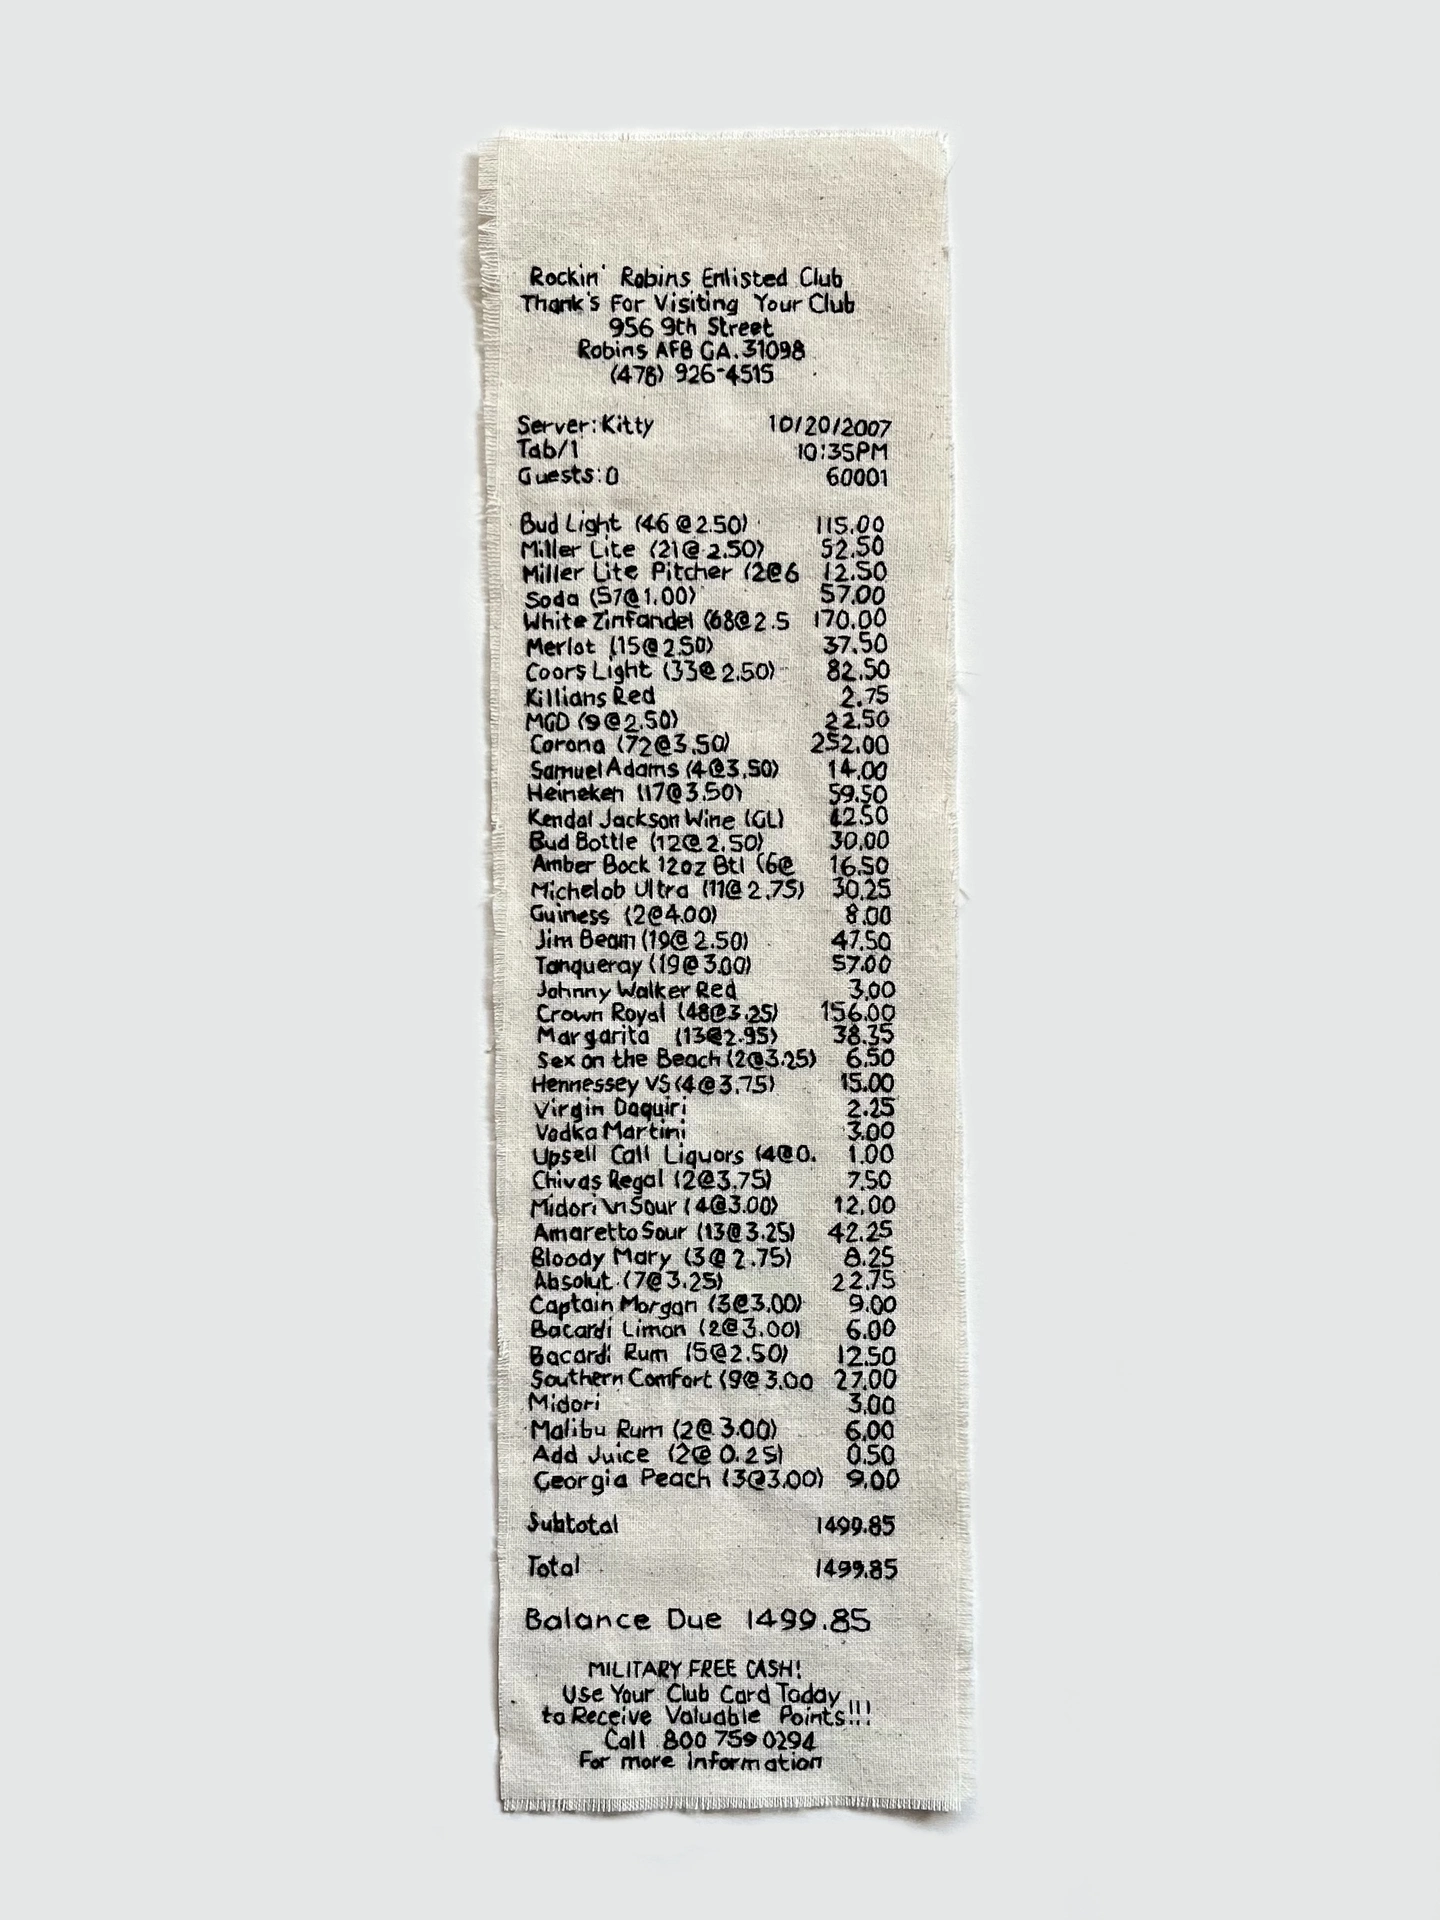 Rockin' Robins Enlisted Club
Thank's For Visiting Your Club
956 9th Street
Robins AFB GA. 31098
(478) 926-4515
Server: Kitty 10/20/2007
Tab/1 10:35PM
Guests: 0 60001
Bud Light (46@2.50) 115.00
Miller Lite (21@2.50) 52.50
Miller Lite Pitcher (2@6 12.50
Soda (57@1.00) 57.00
White Zinfandel (68@2.5 170.00
Merlot (15@2.50) 37.50
Coors Light (33@2.50) 82.50
Killians Red 2.75
MGD (9@2.50) 22.50
Corona (72@3.50) 252.00
Samuel Adams (4@3.50) 14.00
Heineken (17@3.50) 59.50
Kendal Jackson Wine (GL) 12.50
Bud Bottle (12@2.50) 30.00
Amber Bock 12oz Btl (6@ 16.50
Michelob Ultra (11@2.75) 30.25
Guiness (2@4.00) 8.00
Jim Beam (19@2.50) 47.50
Tanqueray (19@3.00) 57.00
Johnny Walker Red 3.00
Crown Royal (48@3.25) 156.00
Margarita (13@2.95) 38.35
Sex on the Beach (2@3.25) 6.50
Hennessey VS (4@3.75) 15.00
Virgin Daquiri 2.25
Vodka Martini 3.00
Upsell Call Liquors (4@0. 1.00
Chivas Regal (2@3.75) 7.50
Midori \n Sour (4@3.00) 12.00
Amaretto Sour (13@3.25) 42.25
Bloody Mary (3@2.75) 8.25
Absolut (7@3.25) 22.75
Captain Morgan (3@3.00) 9.00
Bacardi Limon (2@3.00) 6.00
Bacardi Rum (5@2.50) 12.50
Southern Comfort (9@3.00 27.00
Midori 3.00
Malibu Rum (2@3.00) 6.00
Add Juice (2@0.25) 0.50
Georgia Peach (3@3.00) 9.00
Subtotal 1499.85
Total 1499.85
Balance Due 1499.85
MILITARY FREE CASH!
Use Your Club Card Today
to Receive Valuable Points!!!
Call 800 759 0294
For more information